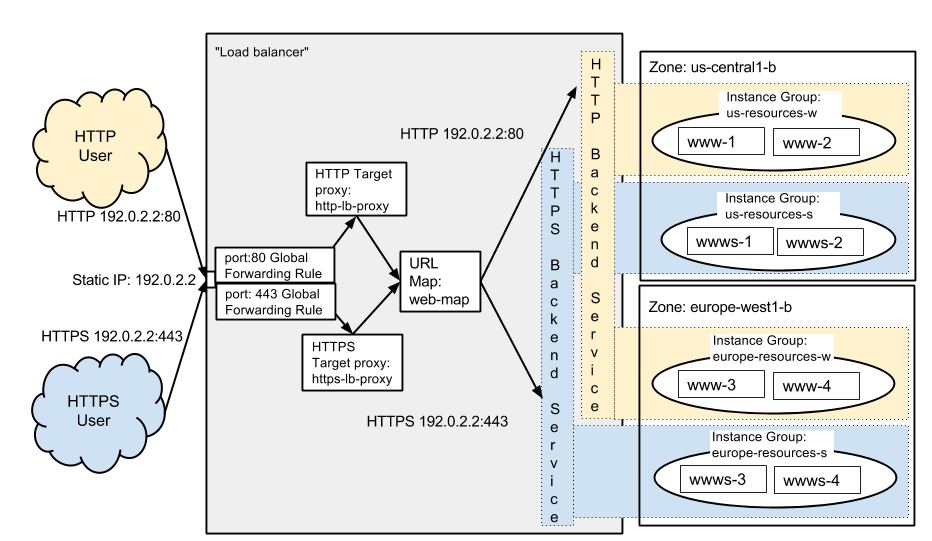 "Load balancer"
HTTP
User
HTTP 192.0.2.2:80
Static IP: 192.0.2.2
HTTPS 192.0.2.2:443
HTTPS
User
port:80 Global
Forwarding Rule
port: 443 Global
Forwarding Rule
HTTP Target
proxy:
http-lb-proxy
HTTPS
Target proxy:
https-lb-proxy
URL
Map:
web-map
HTTP 192.0.2.2:80
HTTPS 192.0.2.2:443
HTTPS Backend Service
HTTP Backend Service
Zone: us-central1-b
Instance Group:
us-resources-w
www-1
www-2
Instance Group:
us-resources-s
wwws-1
wwws-2
Zone: europe-west1-b
Instance Group:
europe-resources-w
www-3
www-4
Instance Group:
europe-resources-s
wwws-3
wwws-4